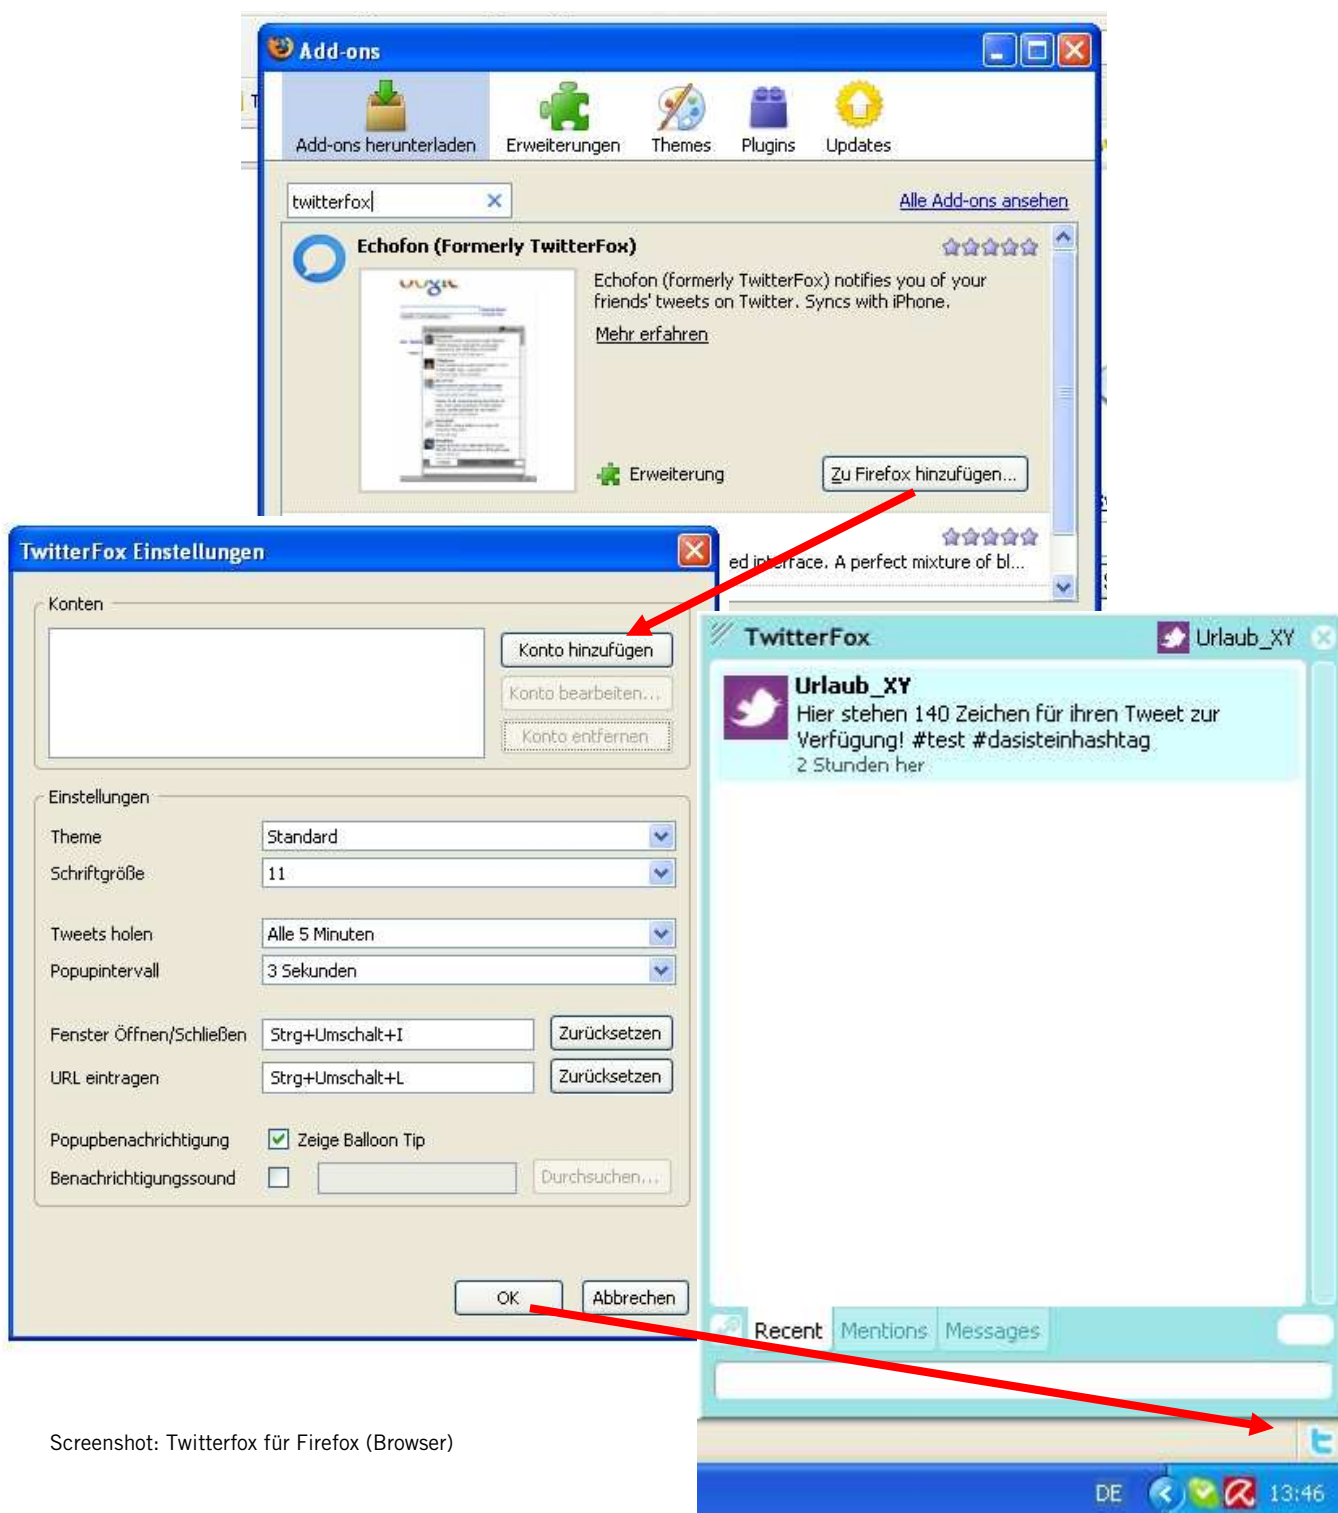 Add-ons
Add-ons herunterladen Erweiterungen Themes Plugins Updates
twitterfox
Alle Add-ons ansehen
Echofon (Formerly TwitterFox)
Echofon (formerly TwitterFox) notifies you of your
friends' tweets on Twitter. Syncs with iPhone.
Mehr erfahren
Erweiterung
Zu Firefox hinzufügen...
ed interface. A perfect mixture of bl...
TwitterFox Einstellungen
Konten
Konto hinzufügen
Konto bearbeiten...
Konto entfernen
Einstellungen
Theme Standard
Schriftgröße 11
Tweets holen Alle 5 Minuten
Popupintervall 3 Sekunden
Fenster Öffnen/Schließen Strg+Umschalt+I Zurücksetzen
URL eintragen Strg+Umschalt+L Zurücksetzen
Popupbenachrichtigung Zeige Balloon Tip
Benachrichtigungssound Durchsuchen...
OK Abbrechen
TwitterFox Urlaub_XY
Urlaub_XY
Hier stehen 140 Zeichen für ihren Tweet zur
Verfügung! #test #dasisteinhashtag
2 Stunden her
Recent Mentions Messages
Screenshot: Twitterfox für Firefox (Browser)
DE 13:46